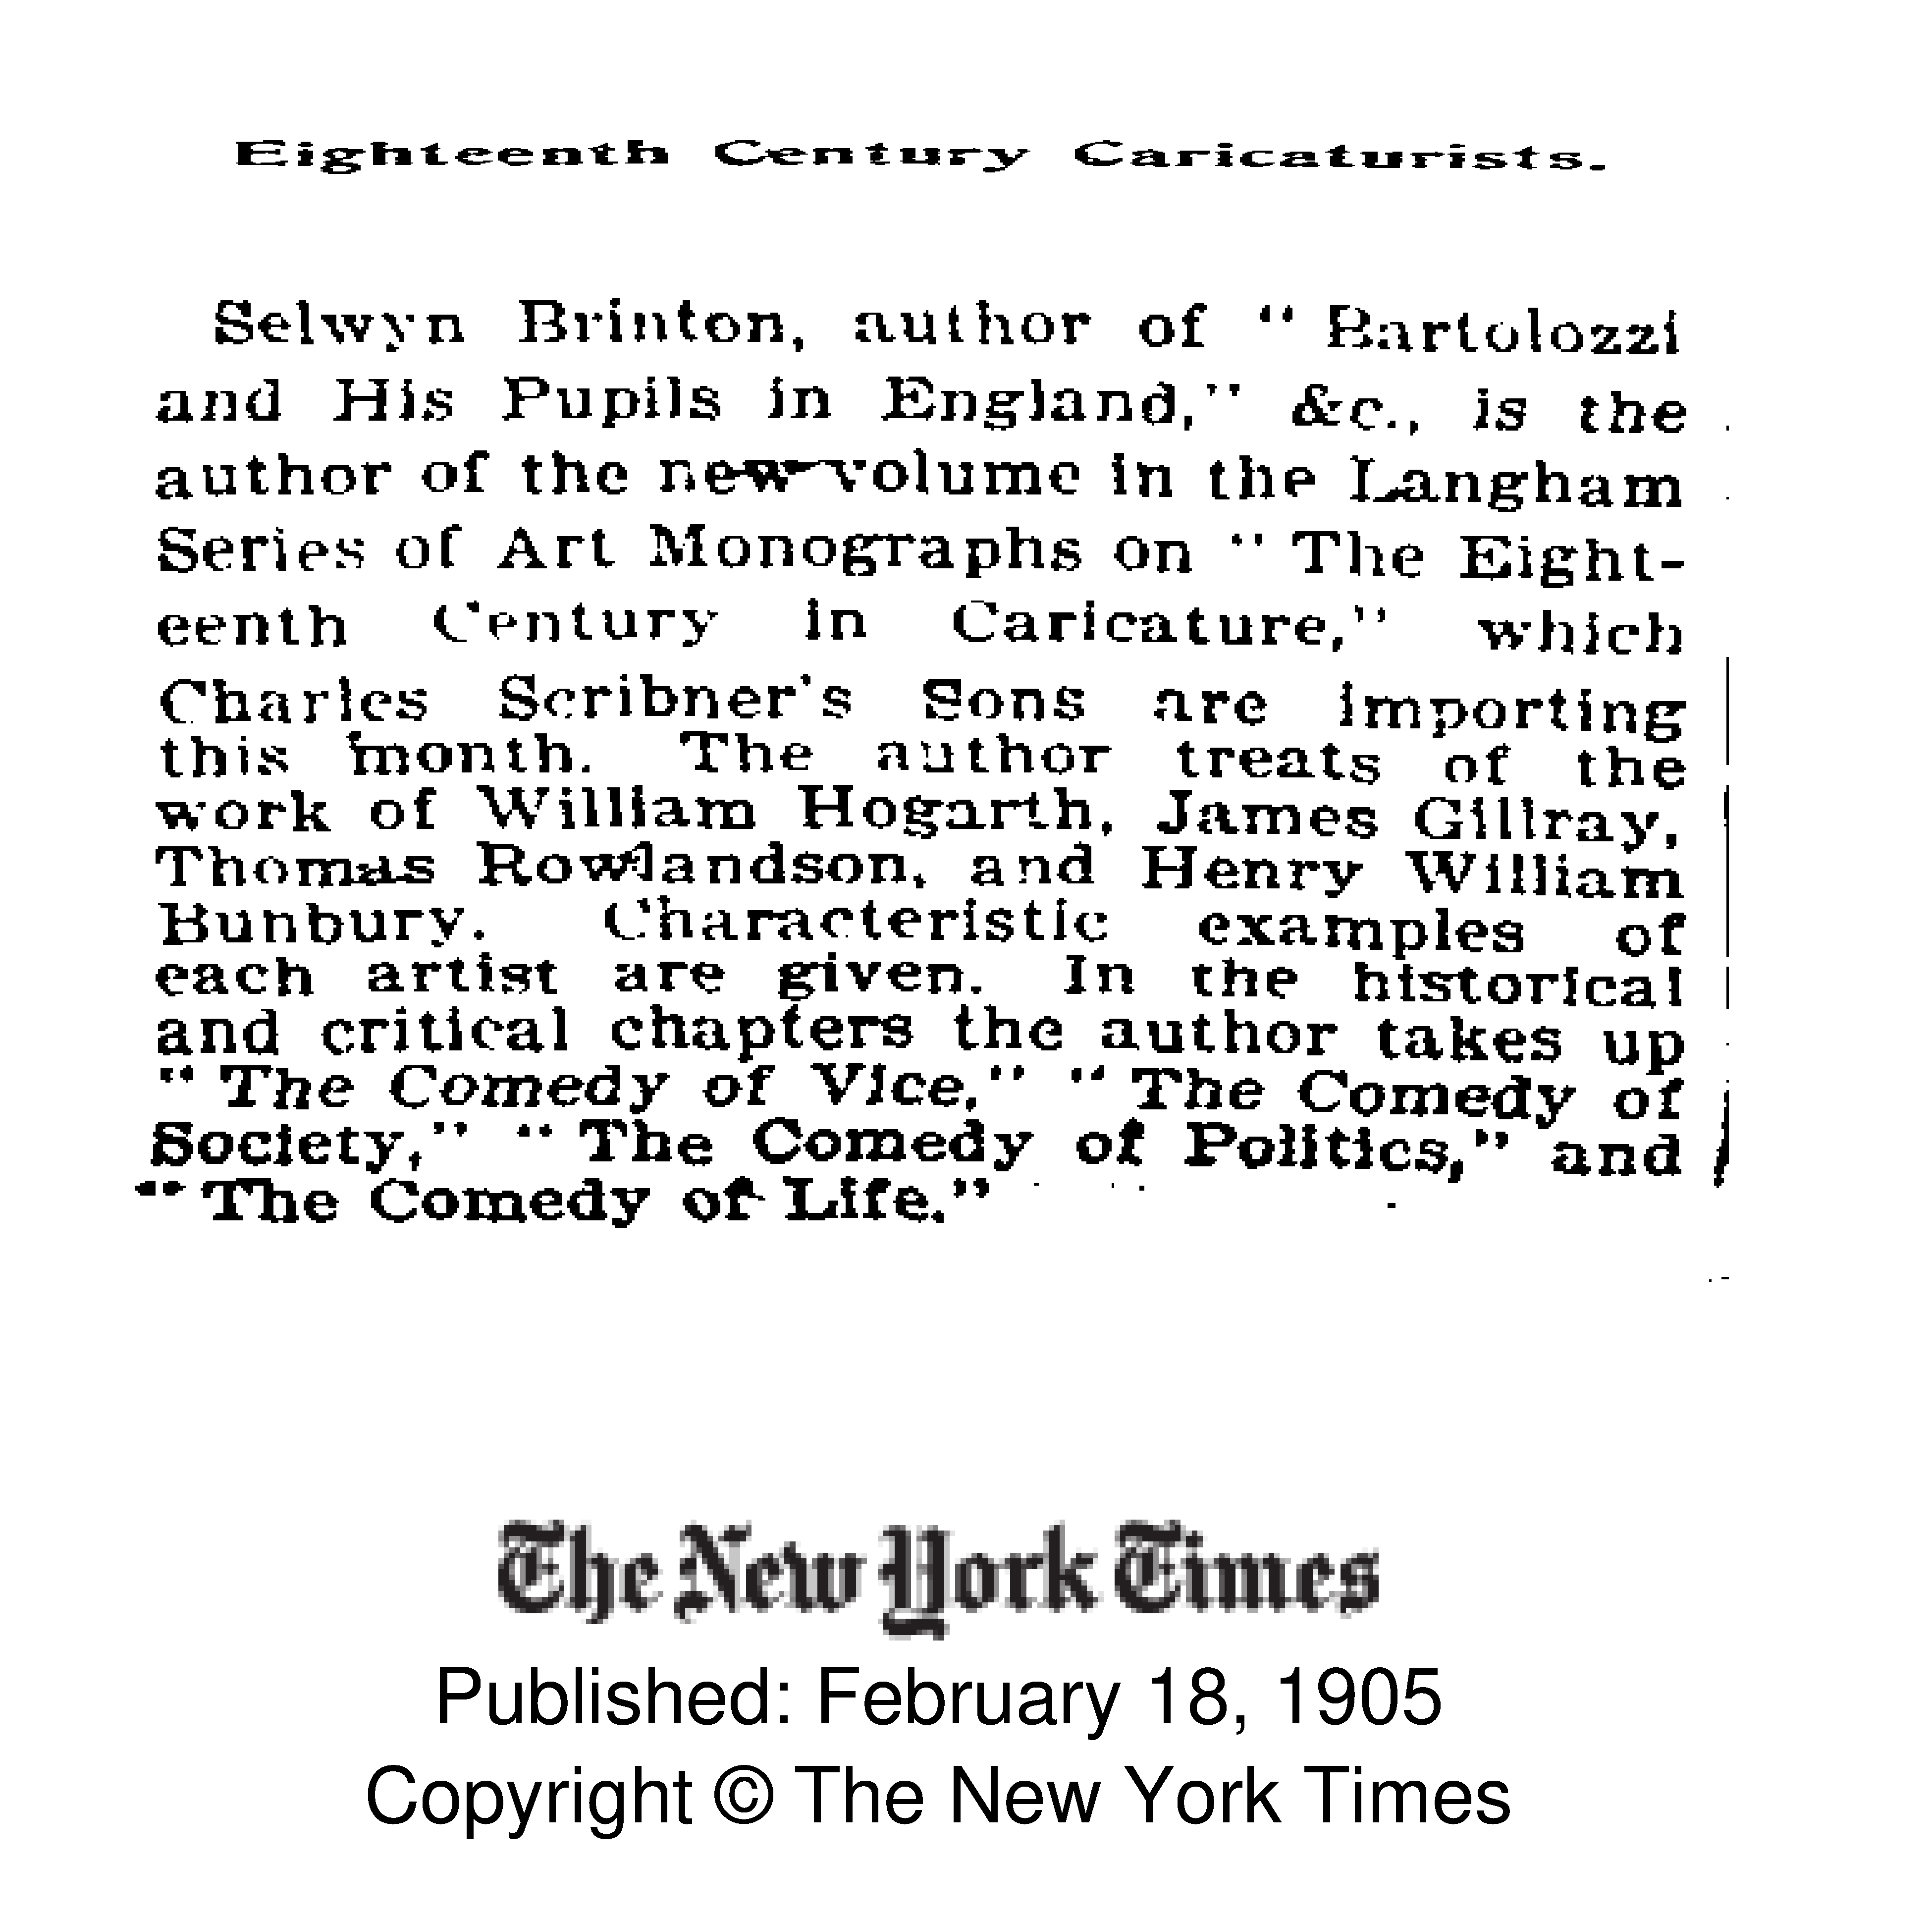 Eighteenth Century Caricaturists.
Selwyn Brinton, author of "Bartolozzi
and His Pupils in England," &c., is the
author of the new volume in the Langham
Series of Art Monographs on "The Eight-
eenth Century in Caricature," which
Charles Scribner's Sons are importing
this month. The author treats of the
work of William Hogarth, James Gillray,
Thomas Rowlandson, and Henry William
Bunbury. Characteristic examples of
each artist are given. In the historical
and critical chapters the author takes up
"The Comedy of Vice," "The Comedy of
Society," "The Comedy of Politics," and
"The Comedy of Life."
The New York Times
Published: February 18, 1905
Copyright © The New York Times